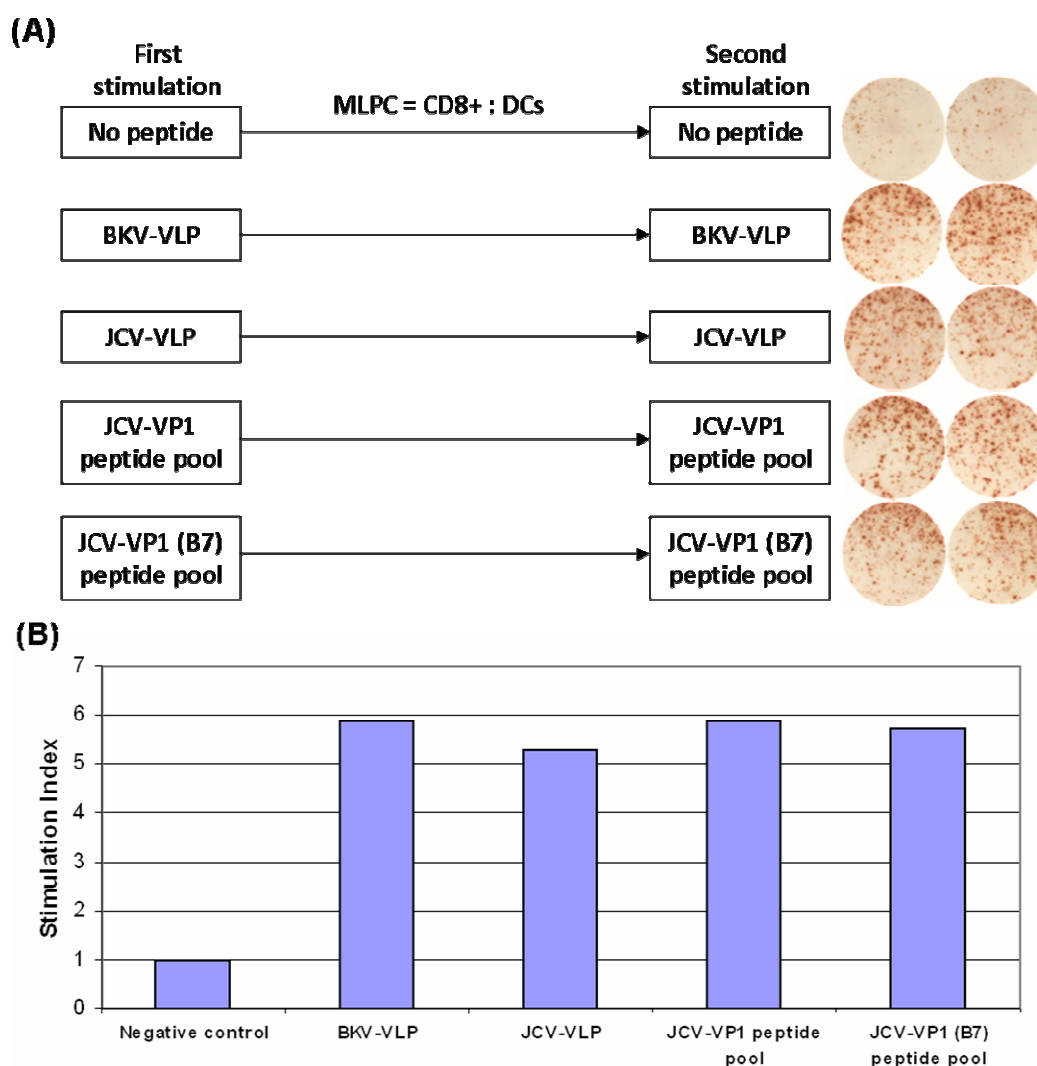 (A)
First
stimulation
Second
stimulation
MLPC = CD8+ : DCs
No peptide
No peptide
BKV-VLP
BKV-VLP
JCV-VLP
JCV-VLP
JCV-VP1
peptide pool
JCV-VP1
peptide pool
JCV-VP1 (B7)
peptide pool
JCV-VP1 (B7)
peptide pool
(B)
Stimulation Index
7
6
5
4
3
2
1
0
Negative control
BKV-VLP
JCV-VLP
JCV-VP1 peptide
pool
JCV-VP1 (B7)
peptide pool